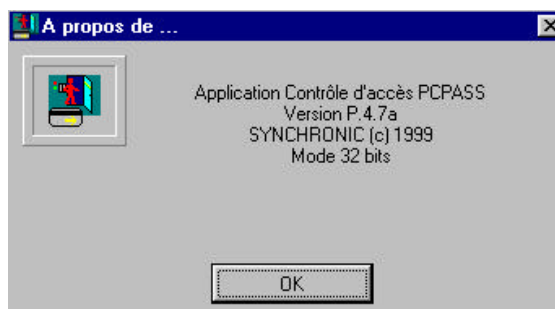 A propos de ...
Application Contrôle d'accès PCPASS
Version P.4.7a
SYNCHRONIC (c) 1999
Mode 32 bits
OK